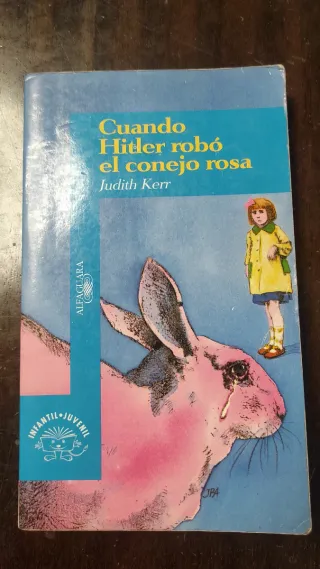 Cuando
Hitler robó
el conejo rosa
Judith Kerr
ALFAGUARA
INFANTIL•JUVENIL